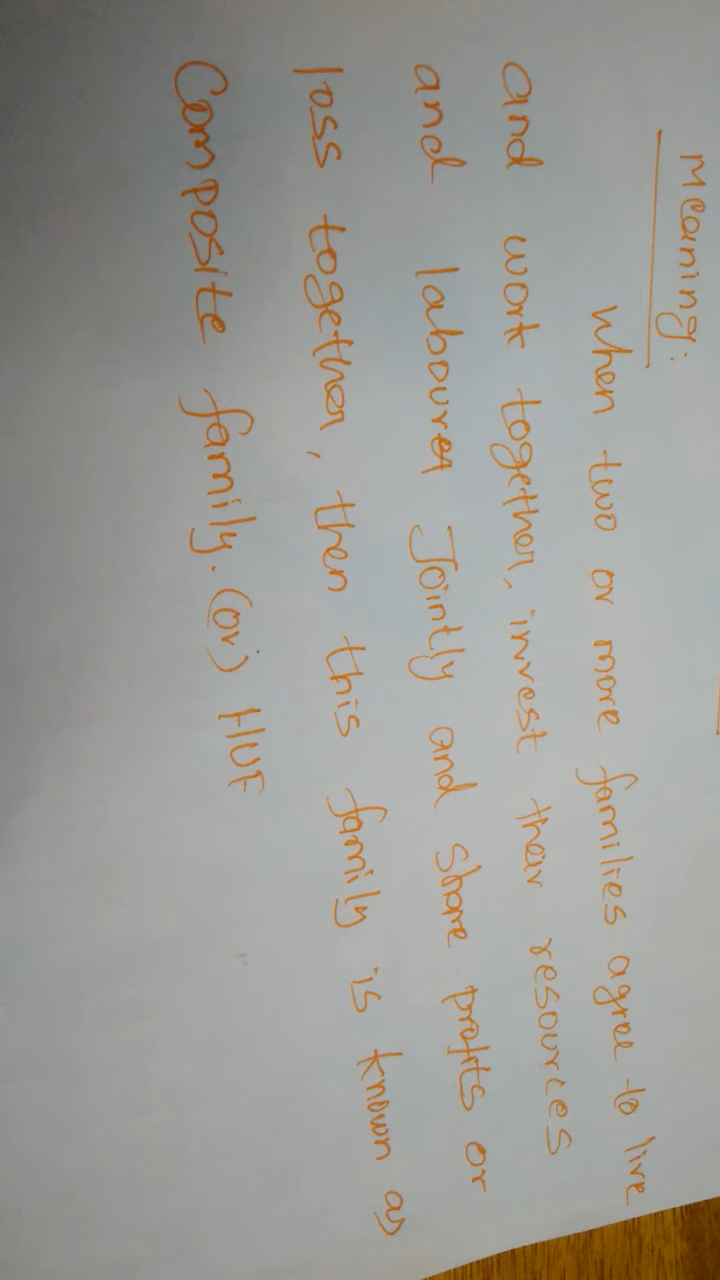 Meaning:
When two or more families agree to live
and work together, invest their resources
and labourer Jointly and share profits or
loss together, then this family is known as
Composite family. (or) HUF